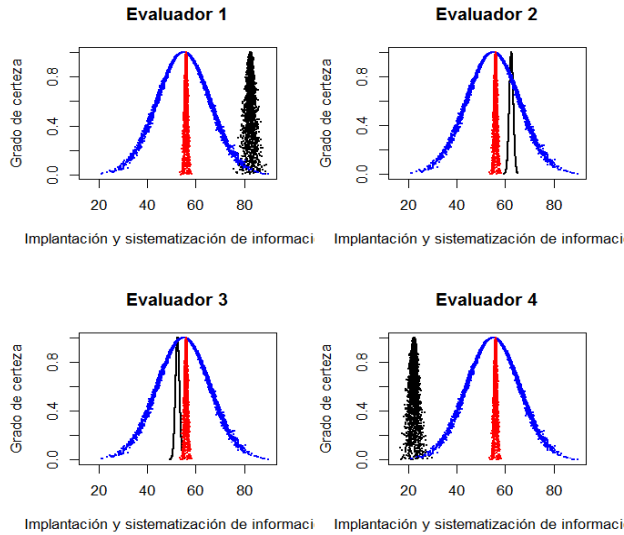 Evaluador 1
Evaluador 2
Grado de certeza
0.0 0.4 0.8
20 40 60 80
Implantación y sistematización de informaci
Grado de certeza
0.0 0.4 0.8
20 40 60 80
Implantación y sistematización de informaci
Evaluador 3
Evaluador 4
Grado de certeza
0.0 0.4 0.8
20 40 60 80
Implantación y sistematización de informaci
Grado de certeza
0.0 0.4 0.8
20 40 60 80
Implantación y sistematización de informaci